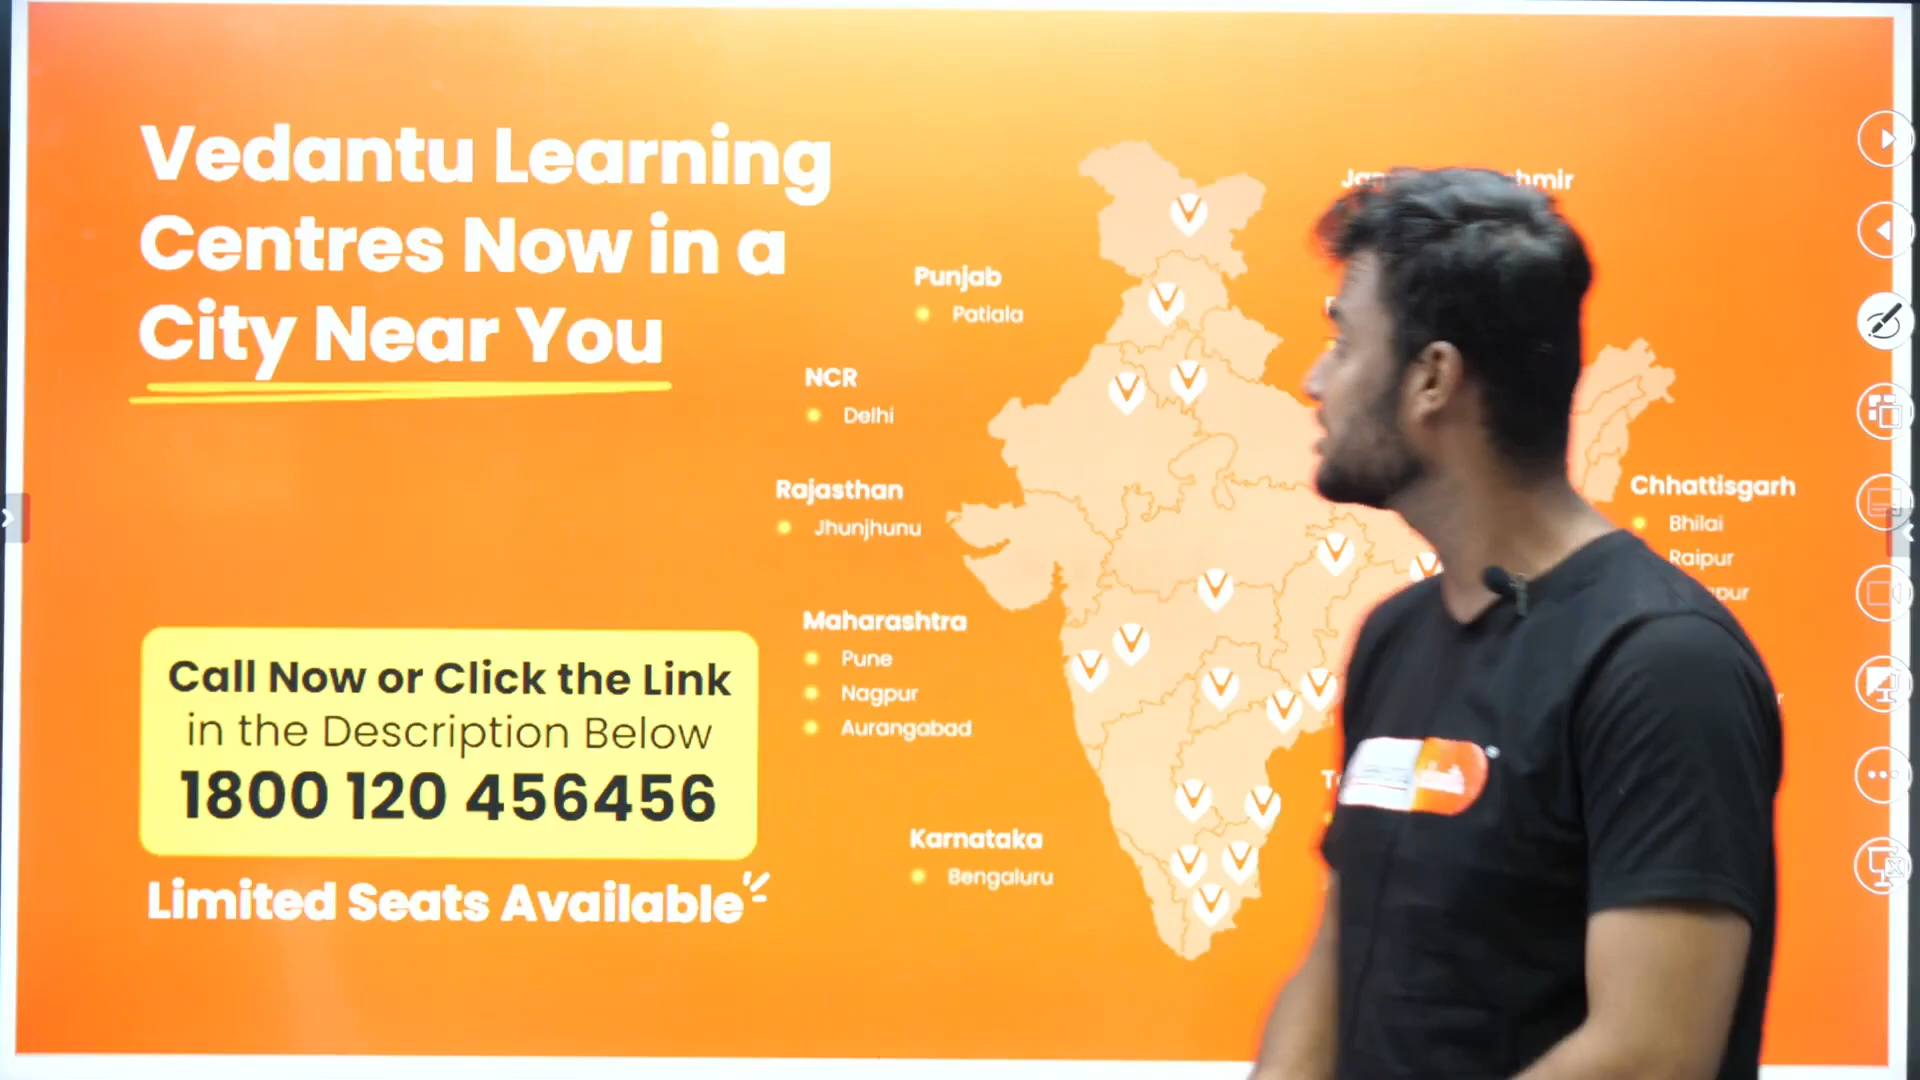 Vedantu Learning
Centres Now in a
City Near You
Call Now or Click the Link
in the Description Below
1800 120 456456
Limited Seats Available
Punjab
Patiala
NCR
Delhi
Rajasthan
Jhunjhunu
Maharashtra
Pune
Nagpur
Aurangabad
Karnataka
Bengaluru
Chhattisgarh
Bhilai
Raipur